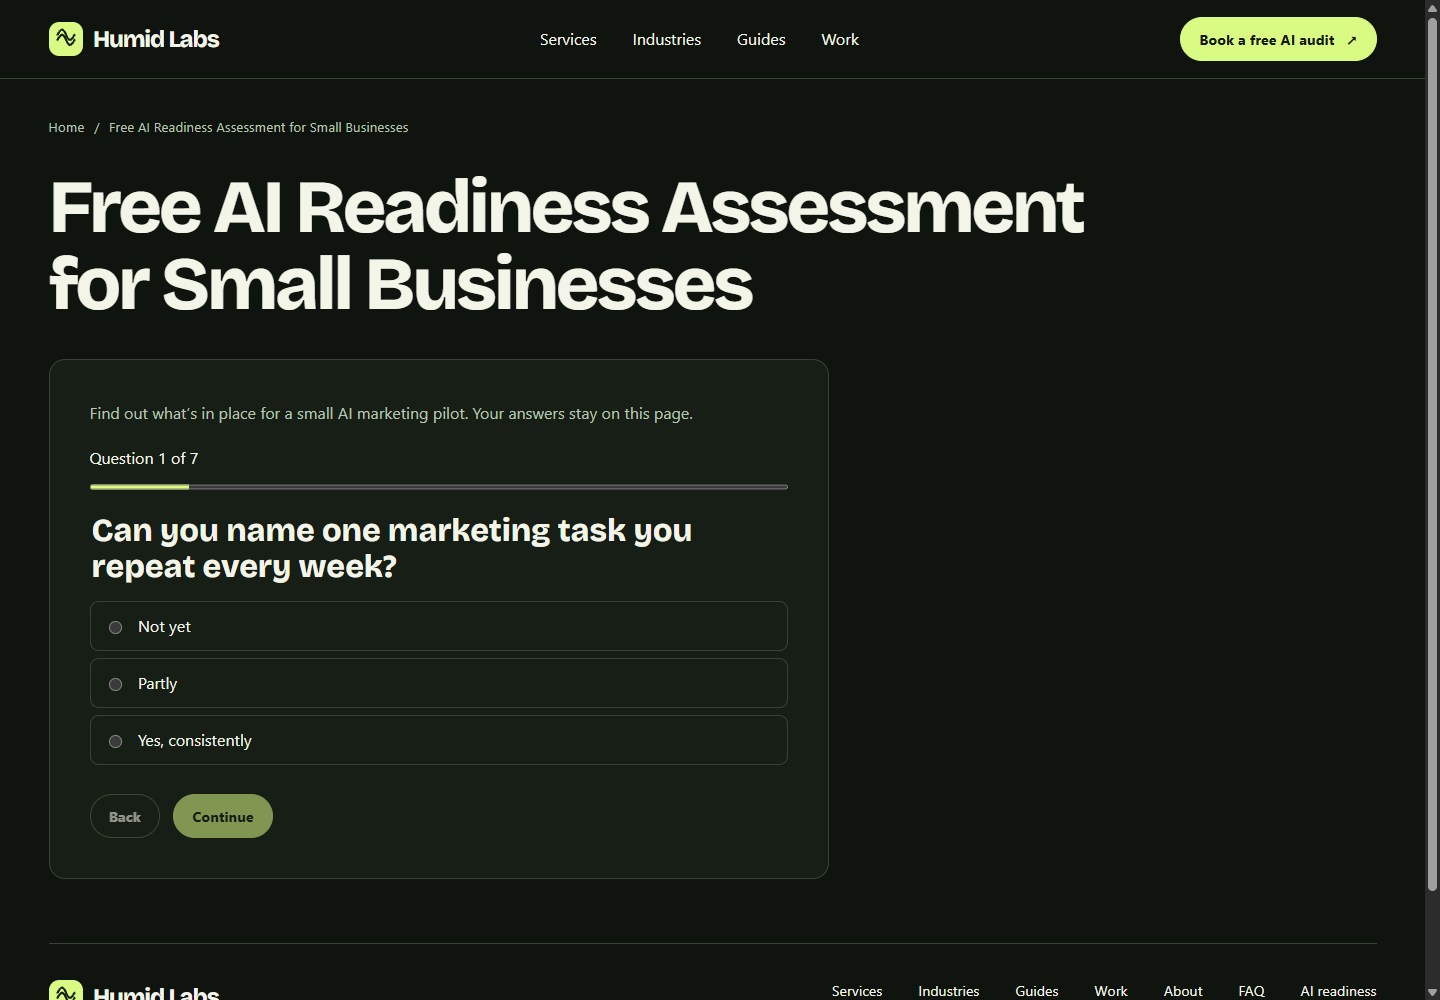 Humid Labs
Services
Industries
Guides
Work
Book a free AI audit ↗
Home / Free AI Readiness Assessment for Small Businesses
Free AI Readiness Assessment
for Small Businesses
Find out what's in place for a small AI marketing pilot. Your answers stay on this page.
Question 1 of 7
Can you name one marketing task you
repeat every week?
Not yet
Partly
Yes, consistently
Back
Continue
Humid Labs
Services
Industries
Guides
Work
About
FAQ
AI readiness